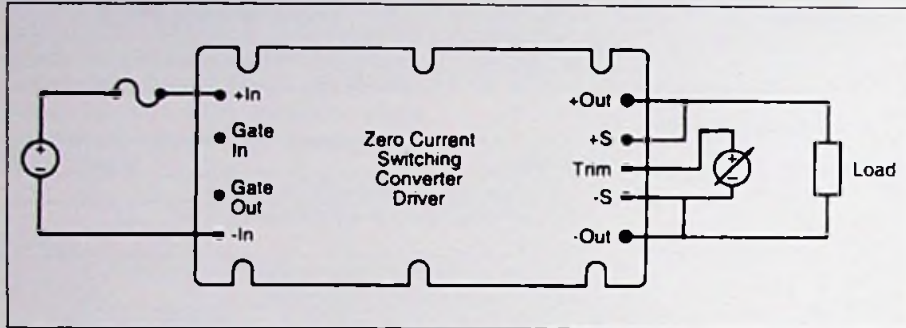 +In
Gate
In
Gate
Out
-In
Zero Current
Switching
Converter
Driver
+Out
+S
Trim
-S
-Out
Load